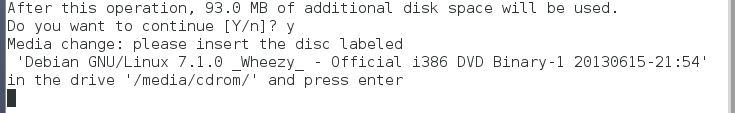 After this operation, 93.0 MB of additional disk space will be used.
Do you want to continue [Y/n]? y
Media change: please insert the disc labeled
 'Debian GNU/Linux 7.1.0 _Wheezy_ - Official i386 DVD Binary-1 20130615-21:54'
in the drive '/media/cdrom/' and press enter